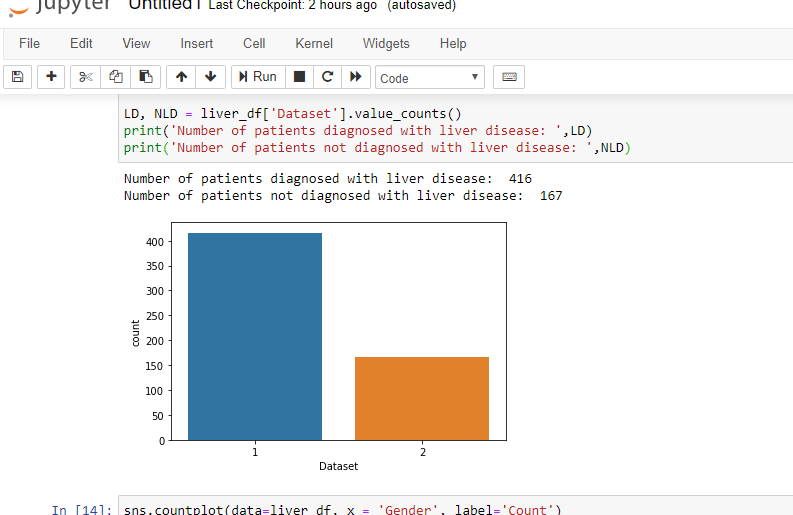 jupyter Untitled1 Last Checkpoint: 2 hours ago (autosaved)
File Edit View Insert Cell Kernel Widgets Help
Run Code
LD, NLD = liver_df['Dataset'].value_counts()
print('Number of patients diagnosed with liver disease: ',LD)
print('Number of patients not diagnosed with liver disease: ',NLD)
Number of patients diagnosed with liver disease:  416
Number of patients not diagnosed with liver disease:  167
400
350
300
250
200
150
100
50
0
count
1 2
Dataset
In [14]: sns.countplot(data=liver_df, x = 'Gender', label='Count')